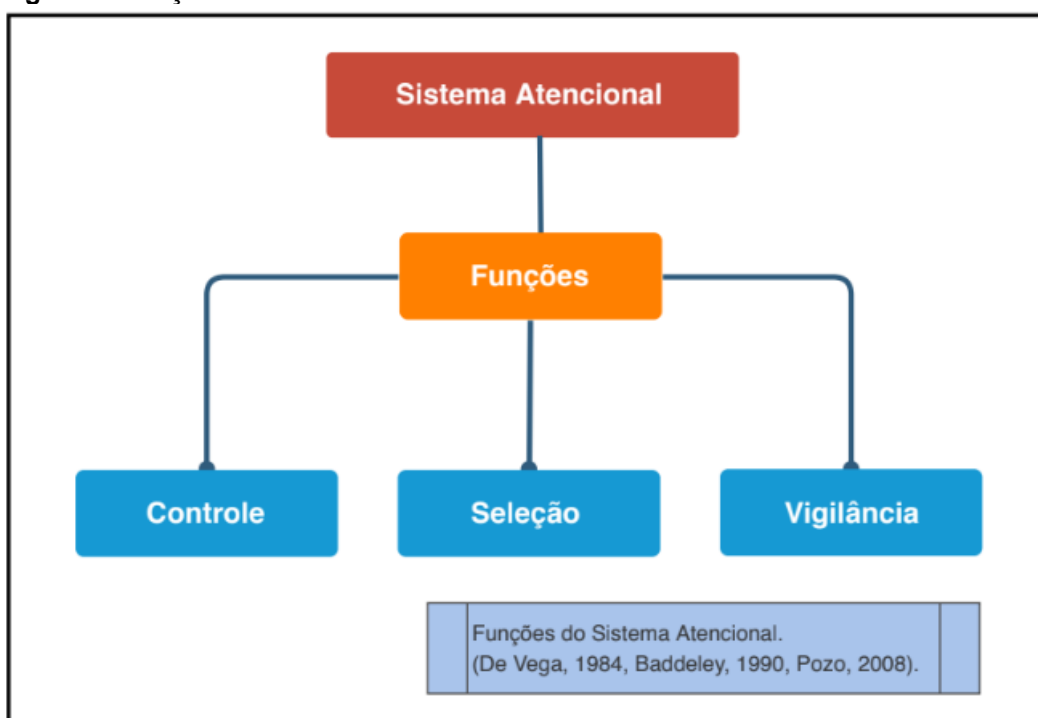 Sistema Atencional
Funções
Controle
Seleção
Vigilância
Funções do Sistema Atencional.
(De Vega, 1984, Baddeley, 1990, Pozo, 2008).